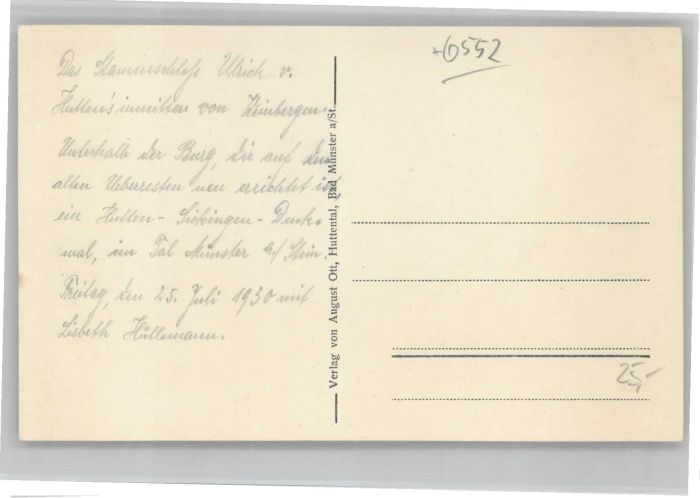 Das Stammschloß Ulrich v.
Hutten's inmitten von Weinbergen.
Unterhalb der Burg, die auf den
alten Ueberresten neu errichtet ist
ein Hutten - Sickingen - Denk-
mal, im Tal Münster a/ Stein.
Freitag, den 25. Juli 1930 mit
Lisbeth Hüllemann.
Verlag von August Ott, Huttental, Bad Münster a/St.
6552
25,-